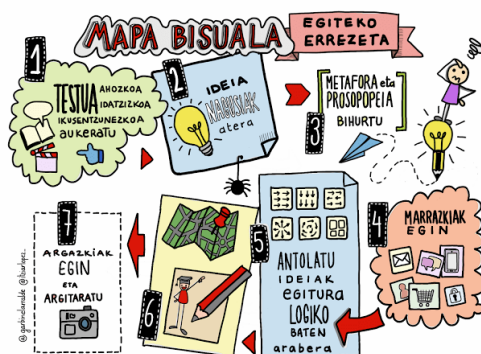 MAPA BISUALA
EGITEKO
ERREZETA
1
TESTUA AHOZKOA
IDATZIZKOA
IKUSENTZUNEZKOA
aukeratu
2
IDEIA
NAGUSIAK
atera
METAFORA eta
PROSOPOPEIA
BIHURTU
3
4
MARRAZKIAK
EGIN
5
ANTOLATU
IDEIAK
EGITURA
LOGIKO
BATEN
arabera
6
7
ARGAZKIAK
EGIN
ETA
ARGITARATU